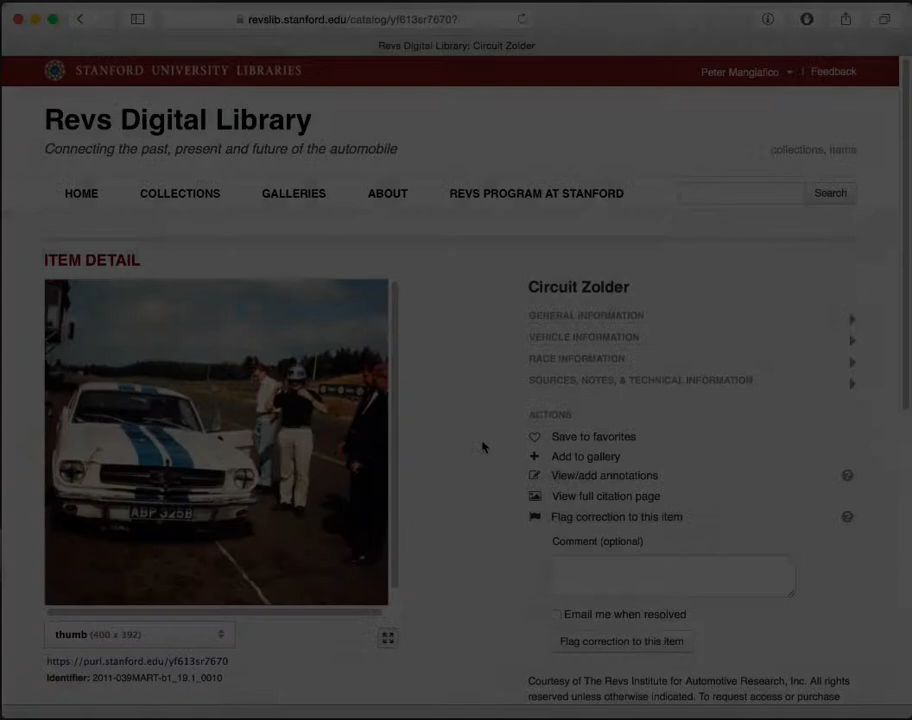 revslib.stanford.edu/catalog/yf613sr7670?
Revs Digital Library: Circuit Zolder
STANFORD UNIVERSITY LIBRARIES
Peter Mangiafico | Feedback
Revs Digital Library
Connecting the past, present and future of the automobile
collections, items
HOME COLLECTIONS GALLERIES ABOUT REVS PROGRAM AT STANFORD Search
ITEM DETAIL
Circuit Zolder
GENERAL INFORMATION
VEHICLE INFORMATION
RACE INFORMATION
SOURCES, NOTES, & TECHNICAL INFORMATION
ACTIONS
Save to favorites
Add to gallery
View/add annotations
View full citation page
Flag correction to this item
Comment (optional)
Email me when resolved
Flag correction to this item
ABP 325B
thumb (400 x 392)
https://purl.stanford.edu/yf613sr7670
Identifier: 2011-039MART-b1_19.1_0010
Courtesy of The Revs Institute for Automotive Research, Inc. All rights
reserved unless otherwise indicated. To request access or purchase